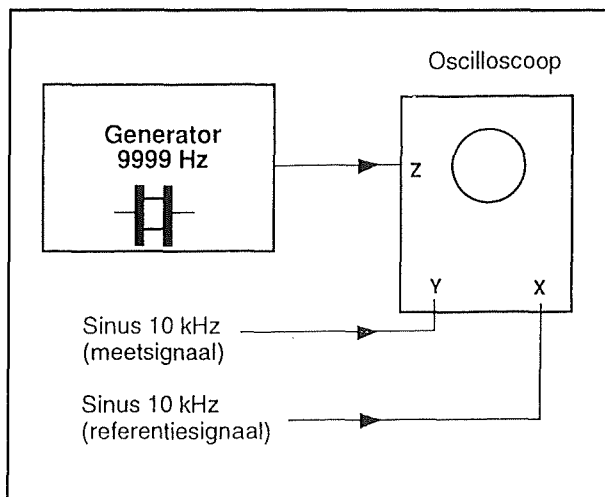 Oscilloscoop
Generator
9999 Hz
Z
Y
X
Sinus 10 kHz
(meetsignaal)
Sinus 10 kHz
(referentiesignaal)